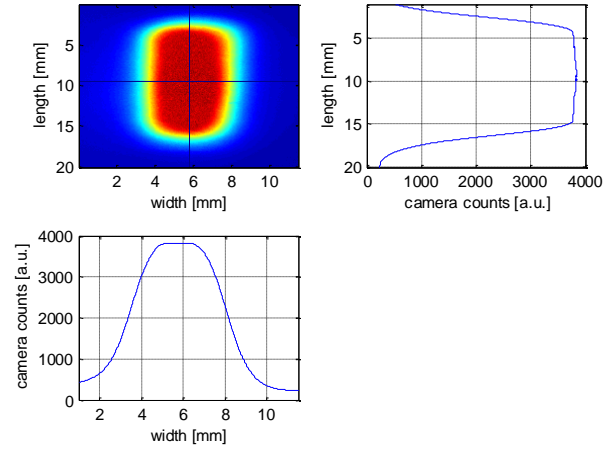 5
10
15
20
length [mm]
2 4 6 8 10
width [mm]
5
10
15
20
length [mm]
0 1000 2000 3000 4000
camera counts [a.u.]
4000
3000
2000
1000
0
camera counts [a.u.]
2 4 6 8 10
width [mm]